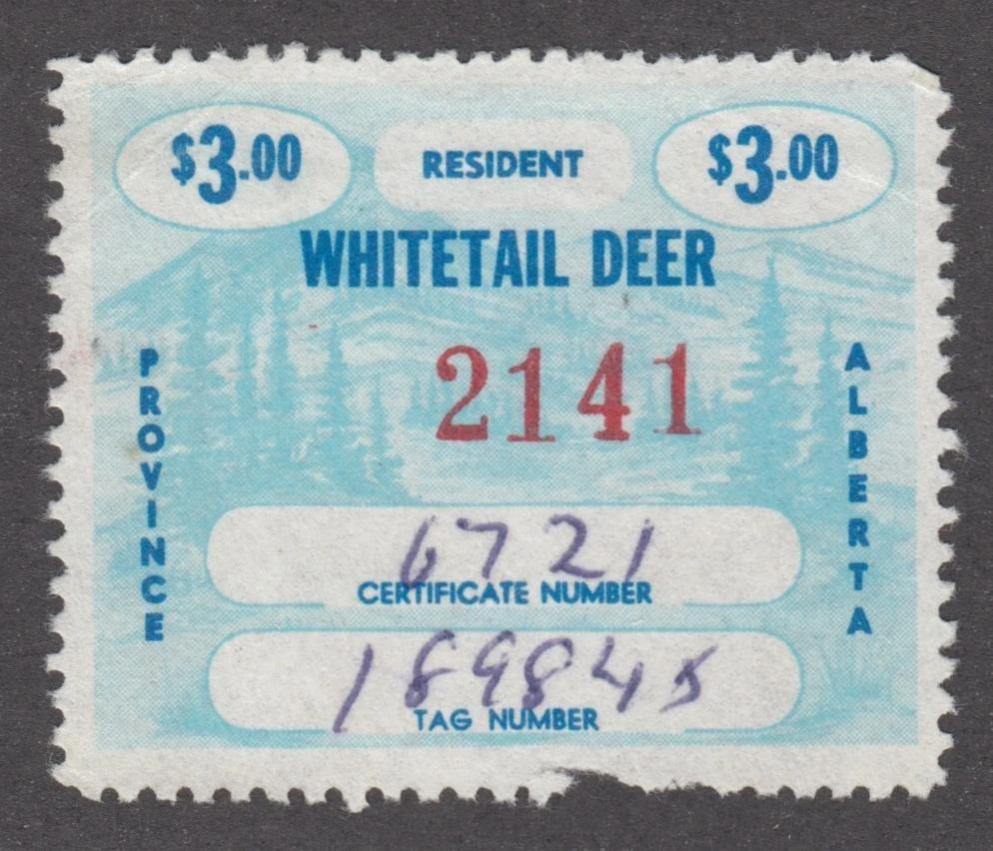 $3.00 RESIDENT $3.00
WHITETAIL DEER
2141
PROVINCE
ALBERTA
6721
CERTIFICATE NUMBER
189845
TAG NUMBER